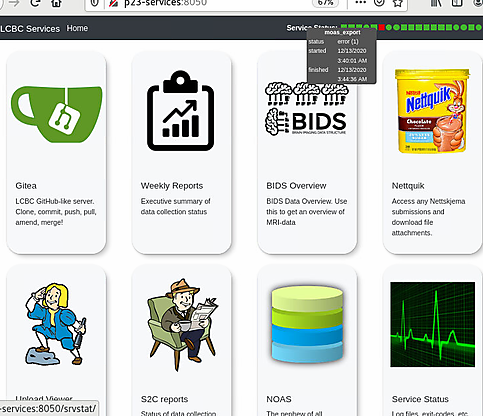 p23-services:8050
67%
LCBC Services Home Service Status:
moas_export
status error (1)
started 12/13/2020
3:40:01 AM
finished 12/13/2020
3:44:36 AM
Nettquik
Chocolate
BIDS
BRAIN IMAGING DATA STRUCTURE
Gitea
LCBC GitHub-like server.
Clone, commit, push, pull,
amend, merge!
Weekly Reports
Executive summary of
data collection status
BIDS Overview
BIDS Data Overview. Use
this to get an overview of
MRI-data
Nettquik
Access any Nettskjema
submissions and
download file
attachments.
Upload Viewer
S2C reports
Status of data collection
NOAS
The nephew of all
Service Status
Log files, exit-codes, etc
-services:8050/srvstat/